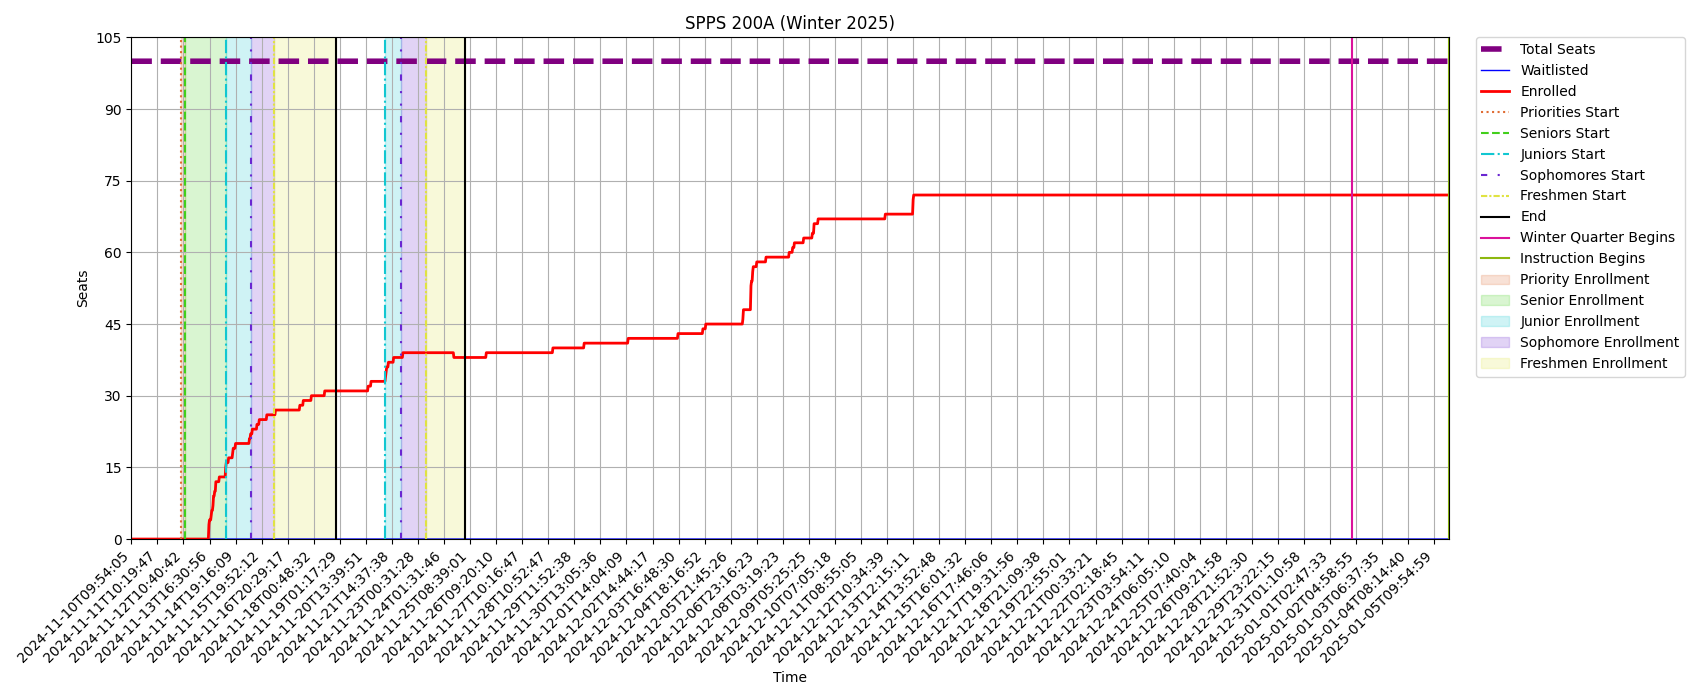 SPPS 200A (Winter 2025)
105
90
75
60
45
30
15
0
Seats
2024-11-10T09:54:05
2024-11-11T10:19:47
2024-11-12T10:40:42
2024-11-13T16:30:56
2024-11-14T19:16:09
2024-11-15T19:52:12
2024-11-16T20:29:17
2024-11-18T00:48:32
2024-11-19T01:17:29
2024-11-20T13:39:51
2024-11-21T14:37:38
2024-11-23T00:31:28
2024-11-24T01:31:46
2024-11-25T08:39:01
2024-11-26T09:20:10
2024-11-27T10:16:47
2024-11-28T10:52:47
2024-11-29T11:52:38
2024-11-30T13:05:36
2024-12-01T14:04:09
2024-12-02T14:44:17
2024-12-03T16:48:30
2024-12-04T18:16:52
2024-12-05T21:45:26
2024-12-06T23:16:23
2024-12-08T03:19:23
2024-12-09T05:25:25
2024-12-10T07:05:18
2024-12-11T08:55:05
2024-12-12T10:34:39
2024-12-13T12:15:11
2024-12-14T13:52:48
2024-12-15T16:01:32
2024-12-16T17:46:06
2024-12-17T19:31:56
2024-12-18T21:09:38
2024-12-19T22:55:01
2024-12-21T00:33:21
2024-12-22T02:18:45
2024-12-23T03:54:11
2024-12-24T06:05:10
2024-12-25T07:40:04
2024-12-26T09:21:58
2024-12-28T21:52:30
2024-12-29T23:22:15
2024-12-31T01:10:58
2025-01-01T02:47:33
2025-01-02T04:58:55
2025-01-03T06:37:35
2025-01-04T08:14:40
2025-01-05T09:54:59
Time
Total Seats
Waitlisted
Enrolled
Priorities Start
Seniors Start
Juniors Start
Sophomores Start
Freshmen Start
End
Winter Quarter Begins
Instruction Begins
Priority Enrollment
Senior Enrollment
Junior Enrollment
Sophomore Enrollment
Freshmen Enrollment